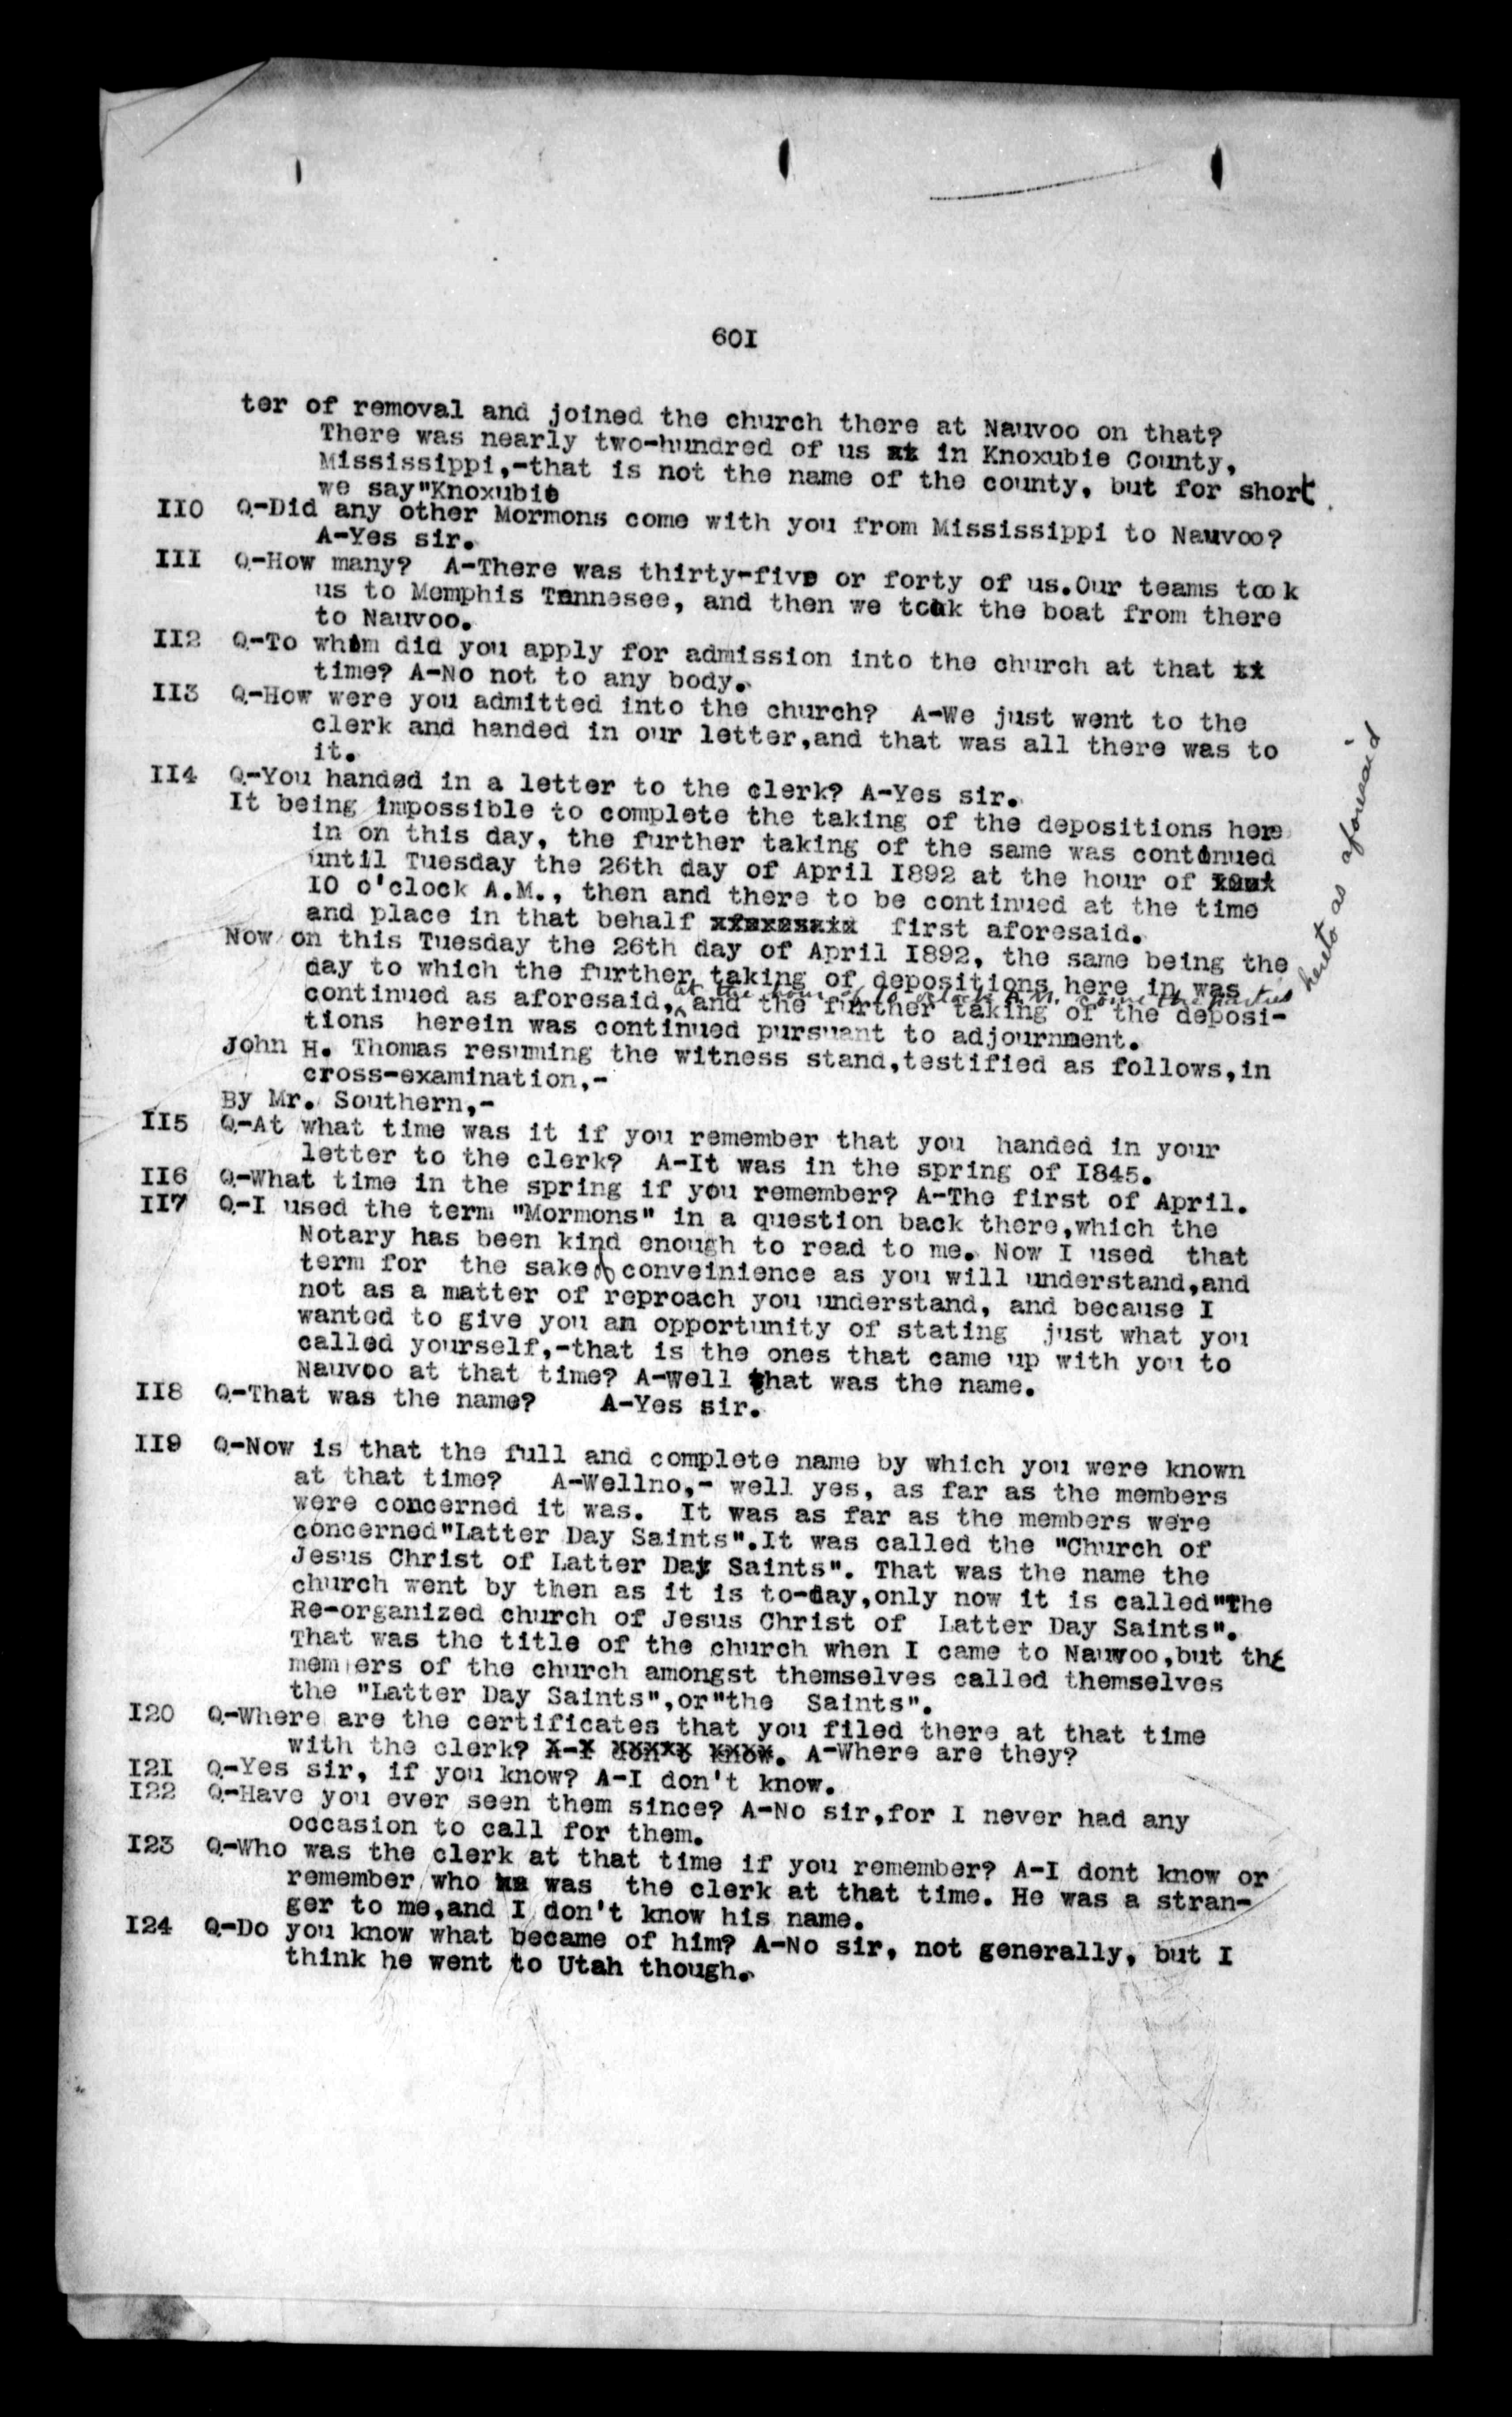 601
ter of removal and joined the church there at Nauvoo on that?
There was nearly two-hundred of us at in Knoxubie County,
Mississippi,-that is not the name of the county, but for short
we say"Knoxubie
II0 Q-Did any other Mormons come with you from Mississippi to Nauvoo?
A-Yes sir.
III Q-How many? A-There was thirty-five or forty of us.Our teams took
us to Memphis Tennesee, and then we took the boat from there
to Nauvoo.
II2 Q-To whom did you apply for admission into the church at that
time? A-No not to any body.
II3 Q-How were you admitted into the church? A-We just went to the
clerk and handed in our letter,and that was all there was to
it.
II4 Q-You handed in a letter to the clerk? A-Yes sir.
It being impossible to complete the taking of the depositions here
in on this day, the further taking of the same was continued
until Tuesday the 26th day of April I892 at the hour of
I0 o'clock A.M., then and there to be continued at the time
and place in that behalf first aforesaid.
Now on this Tuesday the 26th day of April I892, the same being the
day to which the further taking of depositions here in was
at the hour of 10 o'clock A.M. come the parties hereto as aforesaid
continued as aforesaid, and the further taking of the deposi-
tions herein was continued pursuant to adjournment.
John H. Thomas resuming the witness stand,testified as follows,in
cross-examination,-
By Mr. Southern,-
II5 Q-At what time was it if you remember that you handed in your
letter to the clerk? A-It was in the spring of I845.
II6 Q-What time in the spring if you remember? A-The first of April.
II7 Q-I used the term "Mormons" in a question back there,which the
Notary has been kind enough to read to me. Now I used that
term for the sake of conveinience as you will understand,and
not as a matter of reproach you understand, and because I
wanted to give you an opportunity of stating just what you
called yourself,-that is the ones that came up with you to
Nauvoo at that time? A-Well that was the name.
II8 Q-That was the name? A-Yes sir.
II9 Q-Now is that the full and complete name by which you were known
at that time? A-Wellno,- well yes, as far as the members
were concerned it was. It was as far as the members were
concerned"Latter Day Saints".It was called the "Church of
Jesus Christ of Latter Day Saints". That was the name the
church went by then as it is to-day,only now it is called"The
Re-organized church of Jesus Christ of Latter Day Saints".
That was the title of the church when I came to Nauvoo,but the
members of the church amongst themselves called themselves
the "Latter Day Saints",or"the Saints".
I20 Q-Where are the certificates that you filed there at that time
with the clerk? A-I don't know. A-Where are they?
I2I Q-Yes sir, if you know? A-I don't know.
I22 Q-Have you ever seen them since? A-No sir,for I never had any
occasion to call for them.
I23 Q-Who was the clerk at that time if you remember? A-I dont know or
remember who was the clerk at that time. He was a stran-
ger to me,and I don't know his name.
I24 Q-Do you know what became of him? A-No sir, not generally, but I
think he went to Utah though.